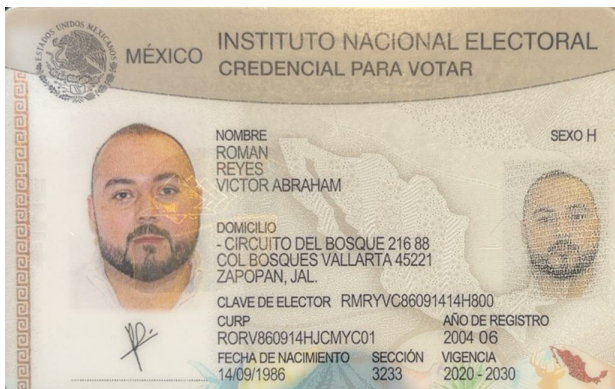 ESTADOS UNIDOS MEXICANOS
MÉXICO
INSTITUTO NACIONAL ELECTORAL
CREDENCIAL PARA VOTAR
NOMBRE
SEXO H
ROMAN
REYES
VICTOR ABRAHAM
DOMICILIO
- CIRCUITO DEL BOSQUE 216 88
COL BOSQUES VALLARTA 45221
ZAPOPAN, JAL.
CLAVE DE ELECTOR RMRYVC86091414H800
CURP AÑO DE REGISTRO
RORV860914HJCMYC01 2004 06
FECHA DE NACIMIENTO SECCIÓN VIGENCIA
14/09/1986 3233 2020 - 2030